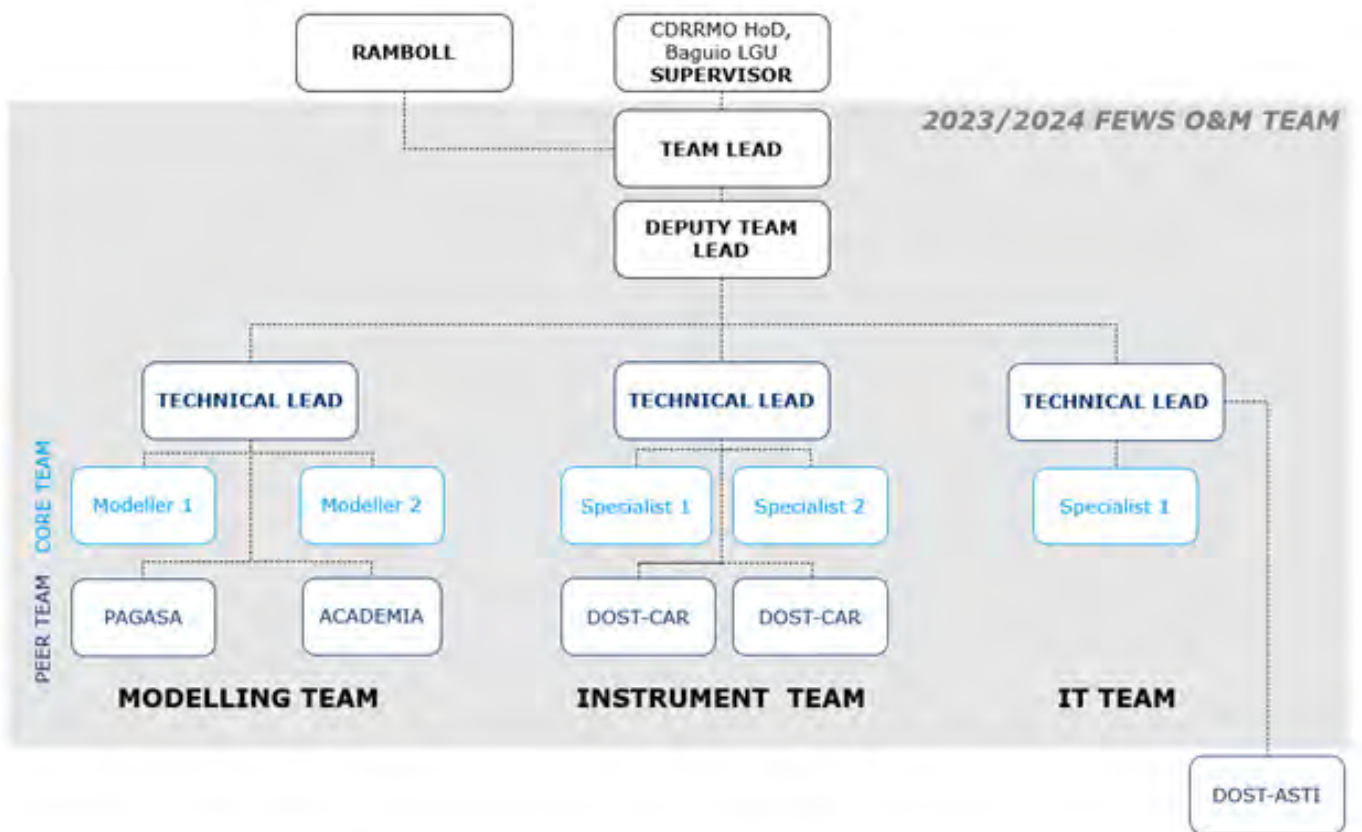 RAMBOLL
CDRRMO HoD,
Baguio LGU
SUPERVISOR
2023/2024 FEWS O&M TEAM
TEAM LEAD
DEPUTY TEAM
LEAD
TECHNICAL LEAD
TECHNICAL LEAD
TECHNICAL LEAD
CORE TEAM
Modeller 1
Modeller 2
Specialist 1
Specialist 2
Specialist 1
PEER TEAM
PAGASA
ACADEMIA
DOST-CAR
DOST-CAR
MODELLING TEAM
INSTRUMENT TEAM
IT TEAM
DOST-ASTI